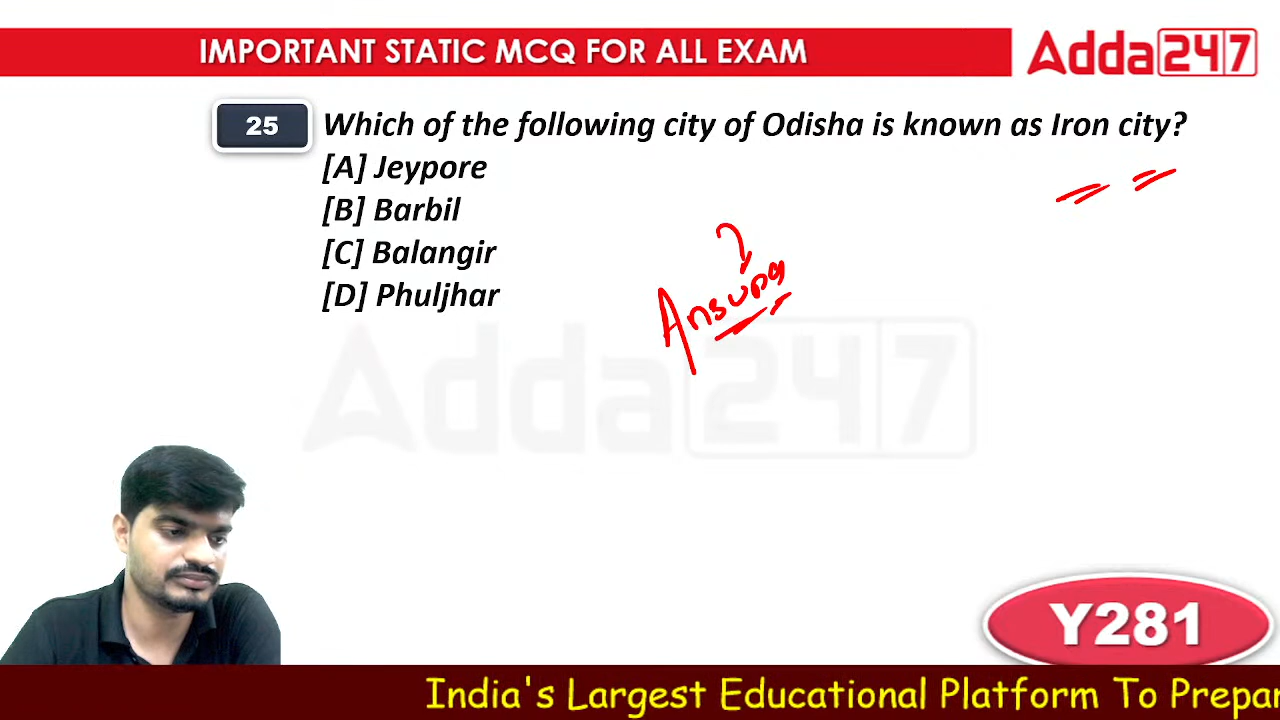 IMPORTANT STATIC MCQ FOR ALL EXAM
Adda247
25
Which of the following city of Odisha is known as Iron city?
[A] Jeypore
[B] Barbil
[C] Balangir
[D] Phuljhar
Adda247
Y281
India's Largest Educational Platform To Prepar